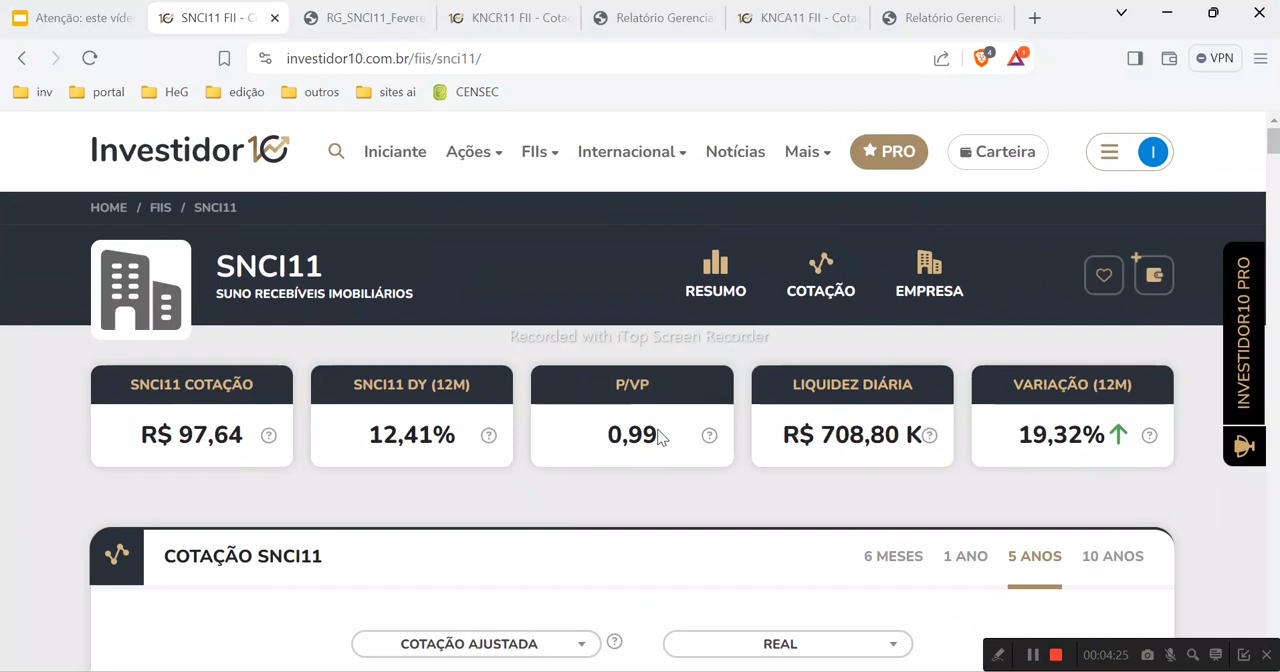 Atenção: este víde
SNCI11 FII - C
RG_SNCI11_Fevere
KNCR11 FII - Cotaç
Relatório Gerencia
KNCA11 FII - Cota
Relatório Gerencia
investidor10.com.br/fiis/snci11/
4
1
VPN
inv
portal
HeG
edição
outros
sites ai
CENSEC
Investidor10
Iniciante
Ações
FIIs
Internacional
Notícias
Mais
PRO
Carteira
I
HOME / FIIS / SNCI11
SNCI11
SUNO RECEBÍVEIS IMOBILIÁRIOS
RESUMO
COTAÇÃO
EMPRESA
INVESTIDOR10 PRO
Recorded with iTop Screen Recorder
SNCI11 COTAÇÃO
R$ 97,64
SNCI11 DY (12M)
12,41%
P/VP
0,99
LIQUIDEZ DIÁRIA
R$ 708,80 K
VARIAÇÃO (12M)
19,32%
COTAÇÃO SNCI11
6 MESES
1 ANO
5 ANOS
10 ANOS
COTAÇÃO AJUSTADA
REAL
00:04:25